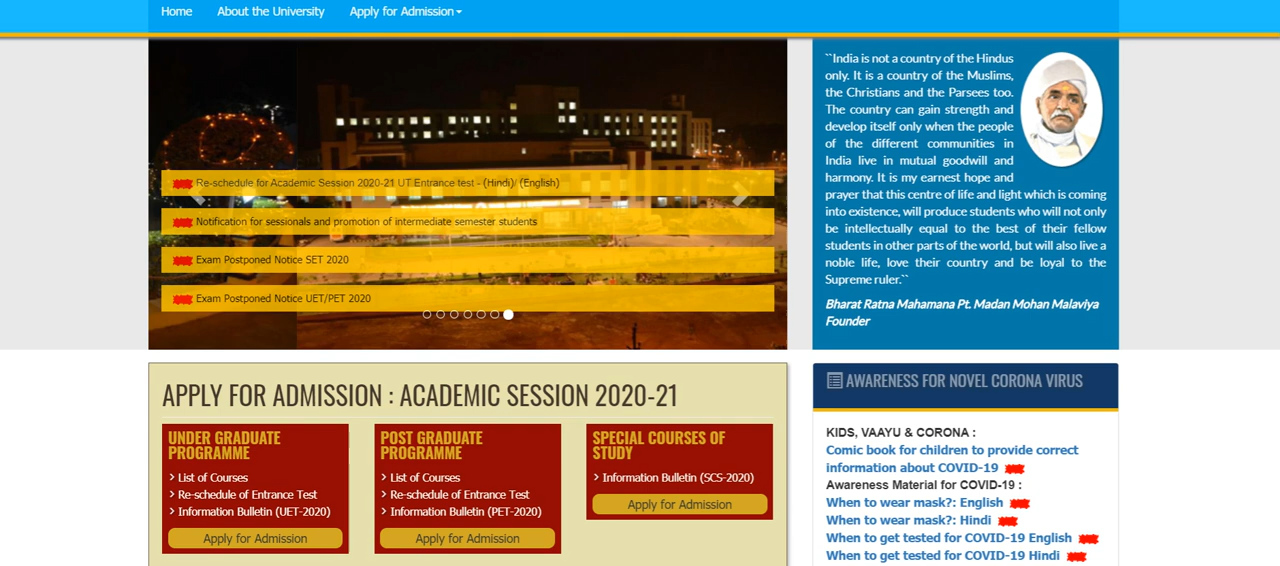 Home About the University Apply for Admission
Re-schedule for Academic Session 2020-21 UT Entrance test - (Hindi)/ (English)
Notification for sessionals and promotion of intermediate semester students
Exam Postponed Notice SET 2020
Exam Postponed Notice UET/PET 2020
``India is not a country of the Hindus
only. It is a country of the Muslims,
the Christians and the Parsees too.
The country can gain strength and
develop itself only when the people
of the different communities in
India live in mutual goodwill and
harmony. It is my earnest hope and
prayer that this centre of life and light which is coming
into existence, will produce students who will not only
be intellectually equal to the best of their fellow
students in other parts of the world, but will also live a
noble life, love their country and be loyal to the
Supreme ruler.``
Bharat Ratna Mahamana Pt. Madan Mohan Malaviya
Founder
APPLY FOR ADMISSION : ACADEMIC SESSION 2020-21
UNDER GRADUATE
PROGRAMME
> List of Courses
> Re-schedule of Entrance Test
> Information Bulletin (UET-2020)
Apply for Admission
POST GRADUATE
PROGRAMME
> List of Courses
> Re-schedule of Entrance Test
> Information Bulletin (PET-2020)
Apply for Admission
SPECIAL COURSES OF
STUDY
> Information Bulletin (SCS-2020)
Apply for Admission
AWARENESS FOR NOVEL CORONA VIRUS
KIDS, VAAYU & CORONA :
Comic book for children to provide correct
information about COVID-19
Awareness Material for COVID-19 :
When to wear mask?: English
When to wear mask?: Hindi
When to get tested for COVID-19 English
When to get tested for COVID-19 Hindi